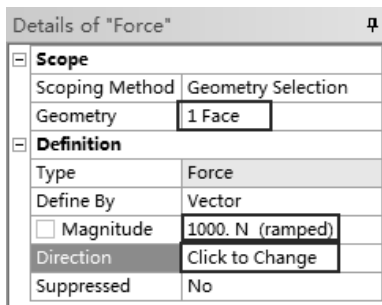 Details of "Force"
Scope
Scoping Method Geometry Selection
Geometry 1 Face
Definition
Type Force
Define By Vector
Magnitude 1000. N (ramped)
Direction Click to Change
Suppressed No